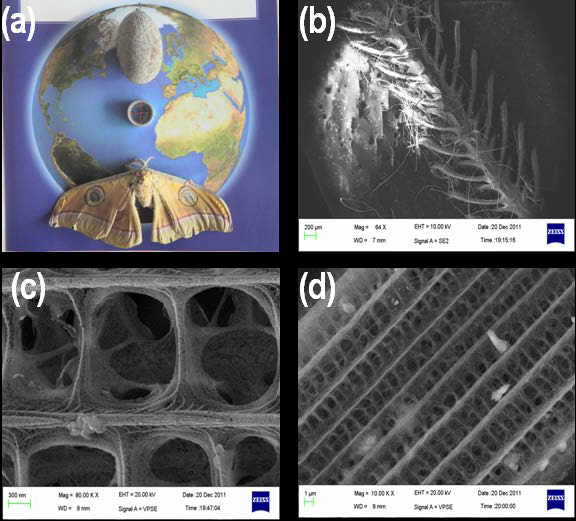 (a)
(b)
200 µm
Mag = 64 X
EHT = 10.00 kV
Date :20 Dec 2011
WD = 7 mm
Signal A = SE2
Time :19:15:16
ZEISS
(c)
300 nm
Mag = 80.00 K X
EHT = 20.00 kV
Date :20 Dec 2011
WD = 9 mm
Signal A = VPSE
Time :19:47:04
ZEISS
(d)
1 µm
Mag = 10.00 K X
EHT = 20.00 kV
Date :20 Dec 2011
WD = 9 mm
Signal A = VPSE
Time :20:00:00
ZEISS